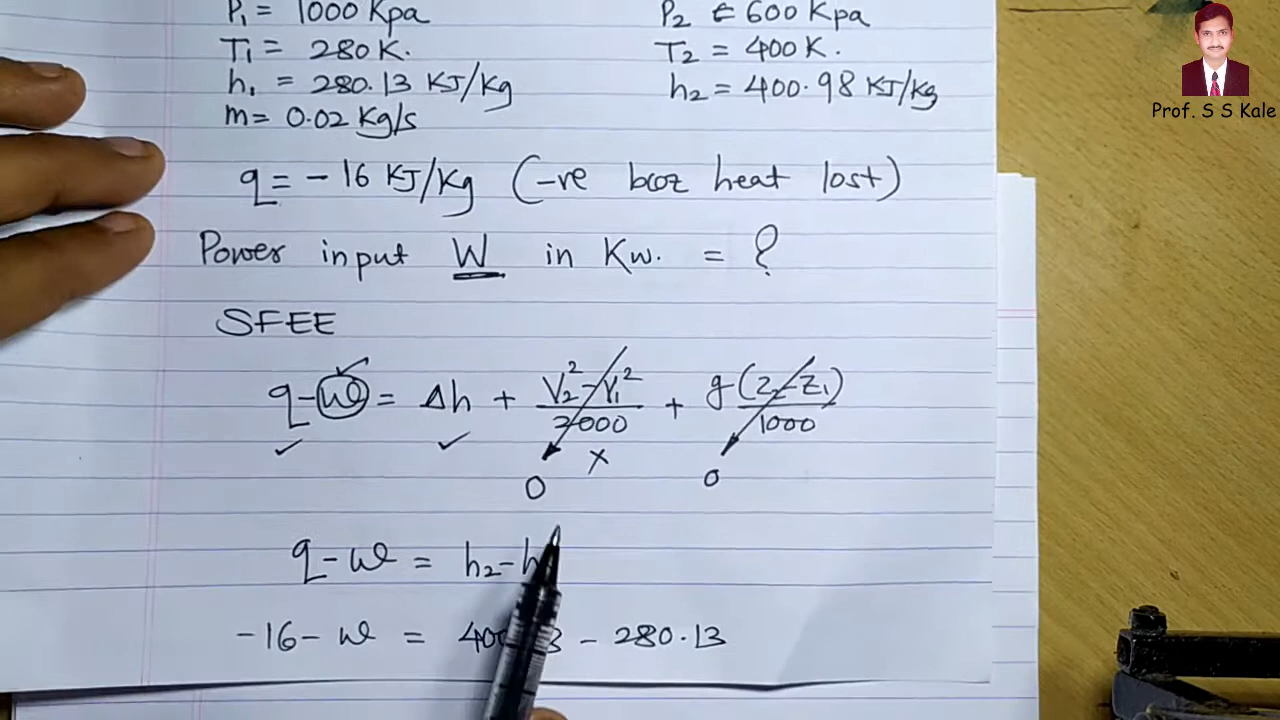 P₁ = 1000 Kpa P₂ = 600 Kpa
T₁ = 280 K. T₂ = 400 K.
h₁ = 280.13 KJ/Kg h₂ = 400.98 KJ/Kg
m = 0.02 Kg/s
Prof. S S Kale
q = -16 KJ/Kg (-re bcoz heat lost)
Power input W in Kw. = ?
SFEE
q - w = Δh + V₂² - V₁² / 2000 + g(Z₂ - Z₁) / 1000
0 x 0
q - w = h₂ - h
-16 - w = - 280.13